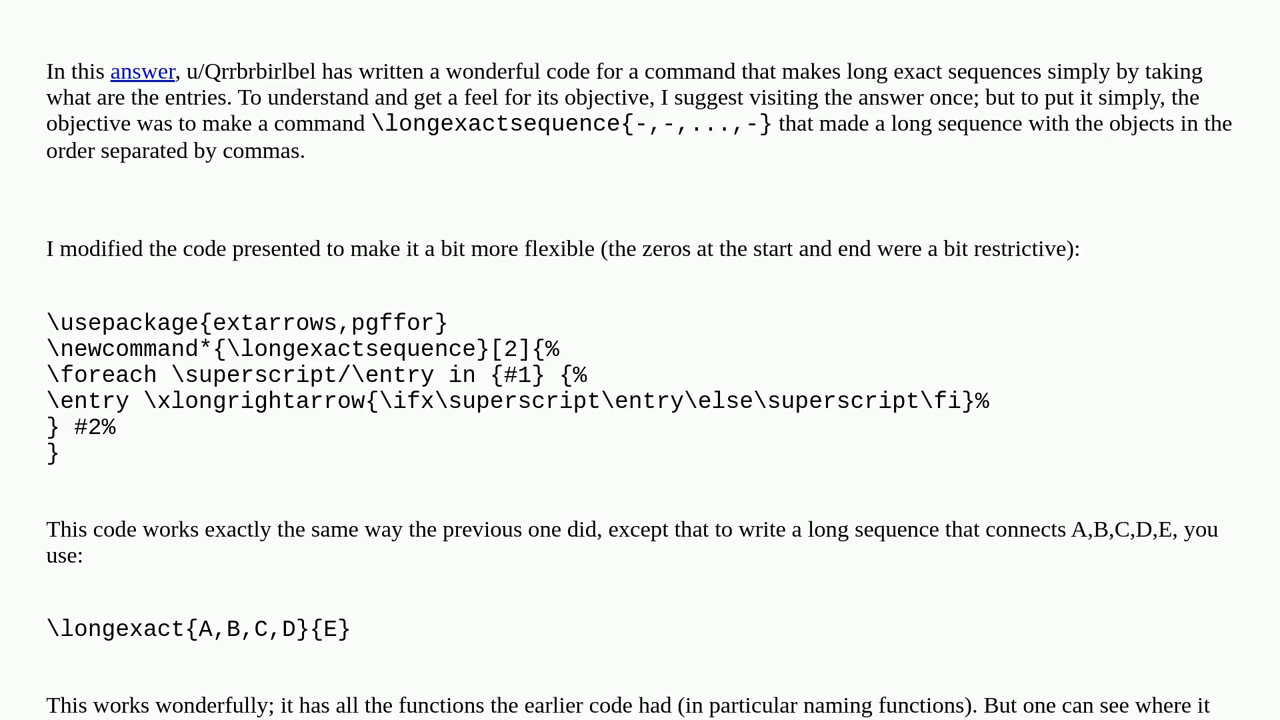 In this answer, u/Qrrbrbirlbel has written a wonderful code for a command that makes long exact sequences simply by taking
what are the entries. To understand and get a feel for its objective, I suggest visiting the answer once; but to put it simply, the
objective was to make a command \longexactsequence{-,-,...,-} that made a long sequence with the objects in the
order separated by commas.
I modified the code presented to make it a bit more flexible (the zeros at the start and end were a bit restrictive):
\usepackage{extarrows,pgffor}
\newcommand*{\longexactsequence}[2]{%
\foreach \superscript/\entry in {#1} {%
\entry \xlongrightarrow{\ifx\superscript\entry\else\superscript\fi}%
} #2%
}
This code works exactly the same way the previous one did, except that to write a long sequence that connects A,B,C,D,E, you
use:
\longexact{A,B,C,D}{E}
This works wonderfully; it has all the functions the earlier code had (in particular naming functions). But one can see where it